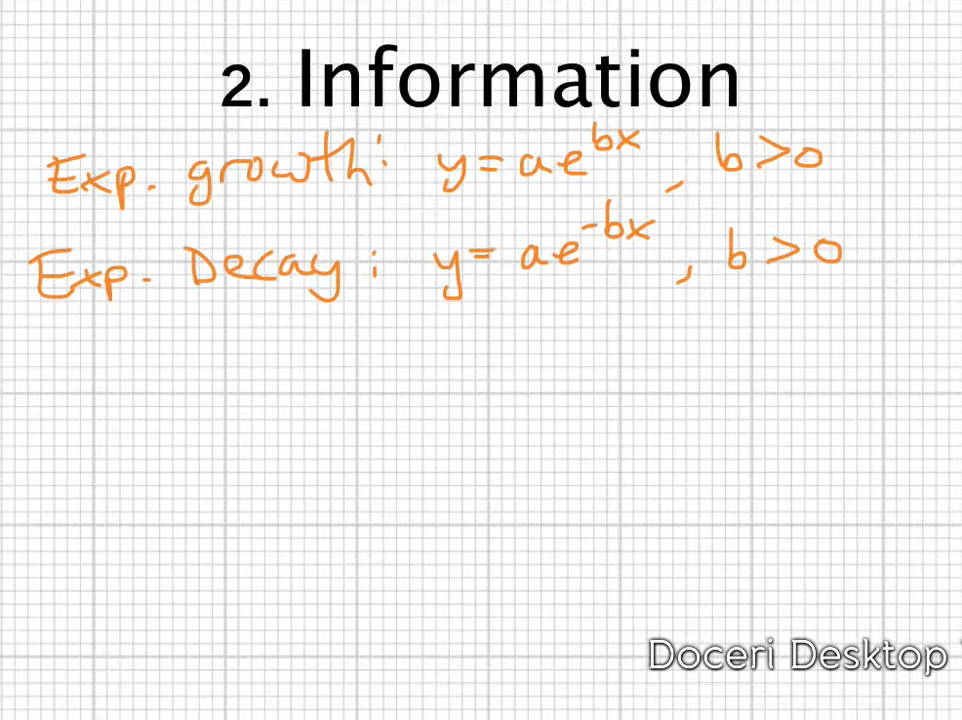 2. Information
Exp. growth: y = ae^{bx}, b > 0
Exp. Decay: y = ae^{-bx}, b > 0
Doceri Desktop